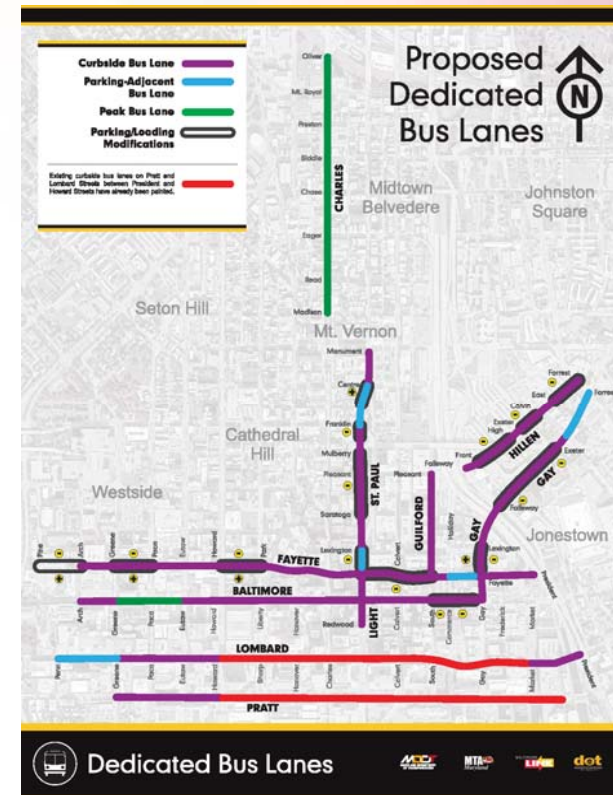 Proposed
Dedicated
Bus Lanes
N
Curbside Bus Lane
Parking-Adjacent
Bus Lane
Peak Bus Lane
Parking/Loading
Modifications
Existing curbside bus lanes on Pratt and
Lombard Streets between President and
Howard Streets have already been painted.
Oliver
Mt. Royal
Preston
Biddle
Chase
Eager
Read
Madison
CHARLES
Midtown
Belvedere
Johnston
Square
Seton Hill
Mt. Vernon
Monument
Centre
Franklin
Mulberry
Pleasant
Saratoga
Lexington
ST. PAUL
Cathedral
Hill
Westside
Forrest
East
Colvin
Exeter
High
Front
HILLEN
Forrest
Exeter
Fallsway
GAY
Pleasant
Fallsway
GUILFORD
Holliday
GAY
Lexington
Jonestown
Pine
Arch
Greene
Paca
Eutaw
Howard
Park
FAYETTE
Calvert
Fayette
President
BALTIMORE
Arch
Greene
Paca
Eutaw
Howard
Liberty
Hanover
Redwood
LIGHT
Calvert
South
Commerce
Gay
Frederick
Market
LOMBARD
Penn
Greene
Paca
Eutaw
Howard
Sharp
Hanover
Charles
Calvert
South
Gay
Market
President
PRATT
Dedicated Bus Lanes
MDOT
MTA
Maryland
LINK
dot